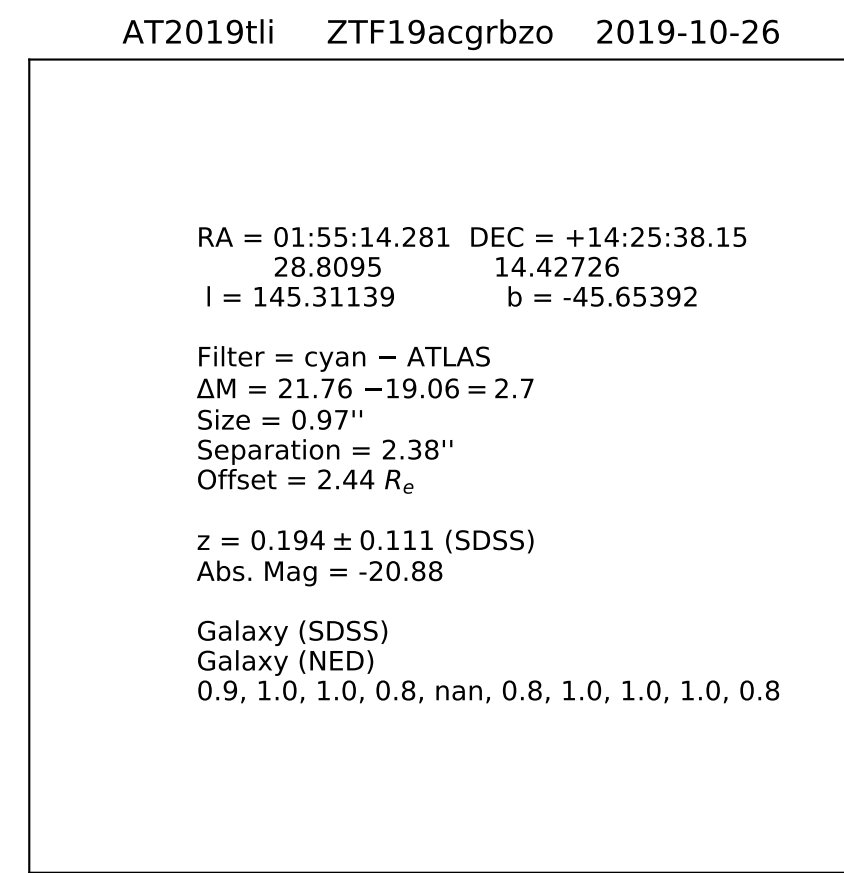 AT2019tli ZTF19acgrbzo 2019-10-26
RA = 01:55:14.281 DEC = +14:25:38.15
28.8095 14.42726
l = 145.31139 b = -45.65392
Filter = cyan − ATLAS
ΔM = 21.76 −19.06 = 2.7
Size = 0.97''
Separation = 2.38''
Offset = 2.44 Rₑ
z = 0.194 ± 0.111 (SDSS)
Abs. Mag = -20.88
Galaxy (SDSS)
Galaxy (NED)
0.9, 1.0, 1.0, 0.8, nan, 0.8, 1.0, 1.0, 1.0, 0.8